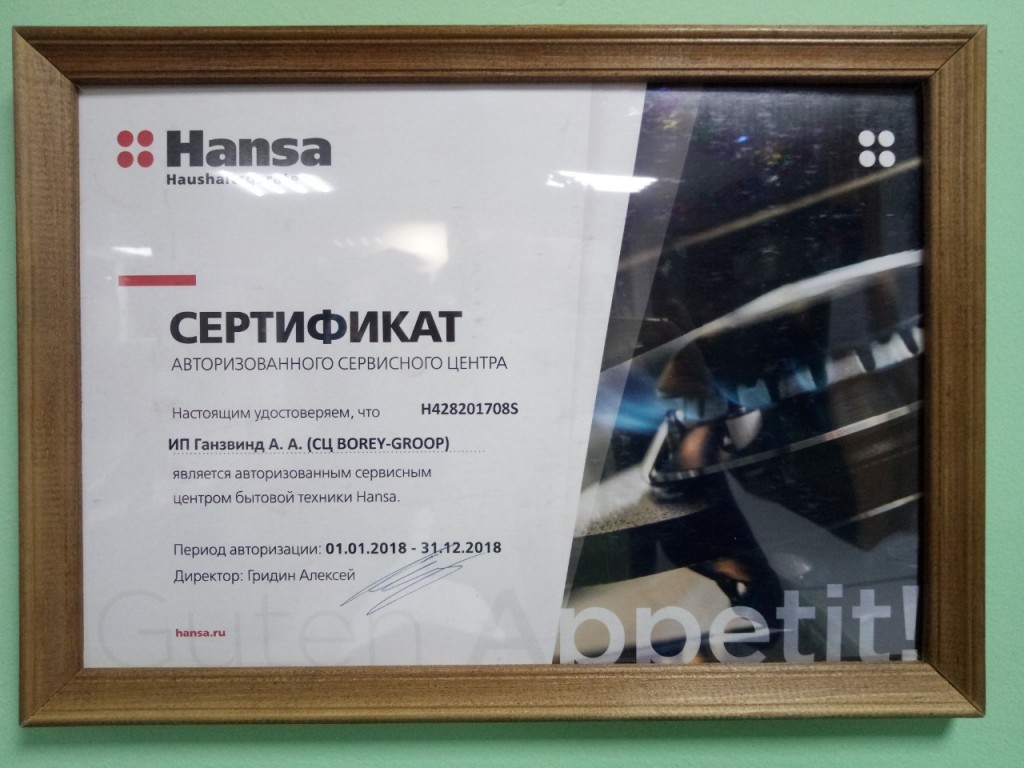 Hansa
СЕРТИФИКАТ
АВТОРИЗОВАННОГО СЕРВИСНОГО ЦЕНТРА
Настоящим удостоверяем, что H428201708S
ИП Ганзвинд А. А. (СЦ BOREY-GROOP)
является авторизованным сервисным
центром бытовой техники Hansa.
Период авторизации: 01.01.2018 - 31.12.2018
Директор: Гридин Алексей
hansa.ru
Guten Appetit!